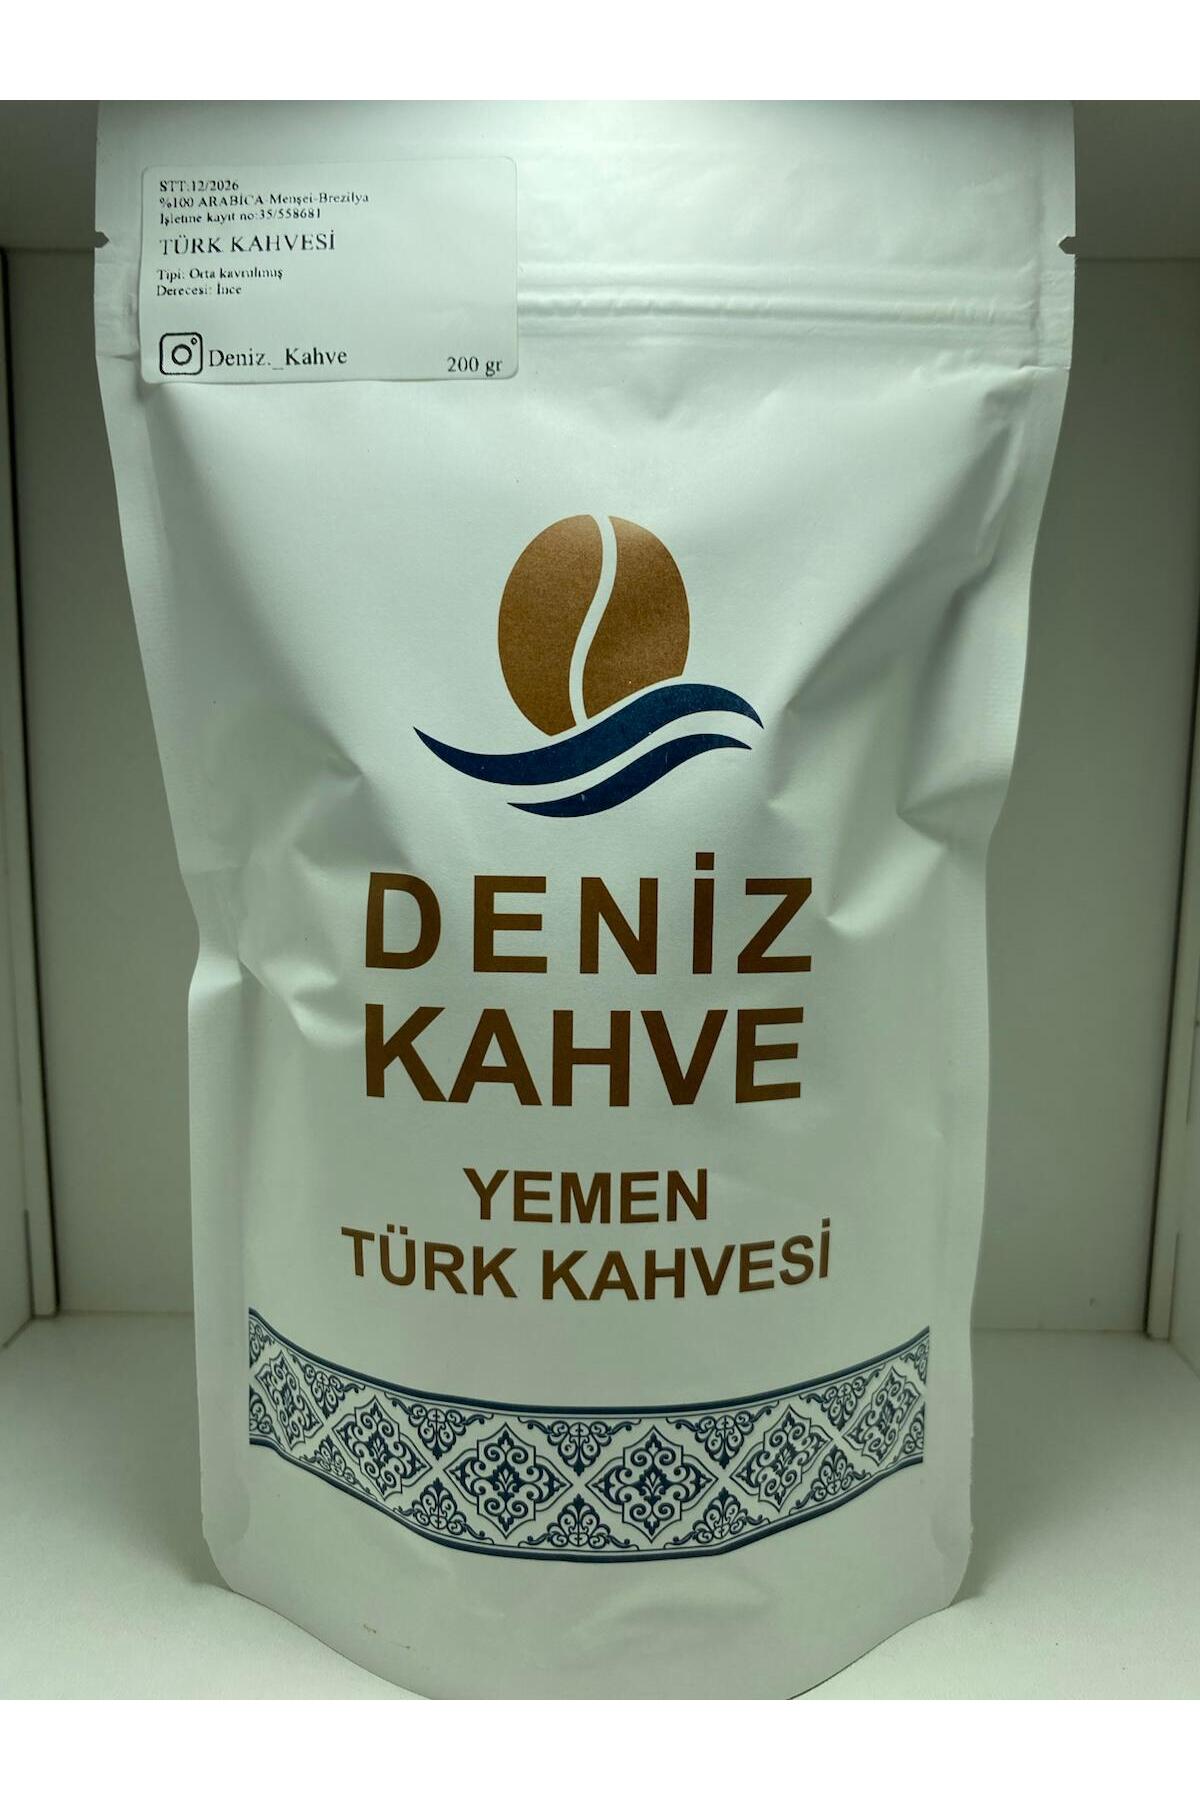 STT:12/2026
%100 ARABİCA-Menşei-Brezilya
İşletme kayıt no:35/558681
TÜRK KAHVESİ
Tipi: Orta kavrulmuş
Derecesi: İnce
Deniz._Kahve
200 gr
DENİZ
KAHVE
YEMEN
TÜRK KAHVESİ